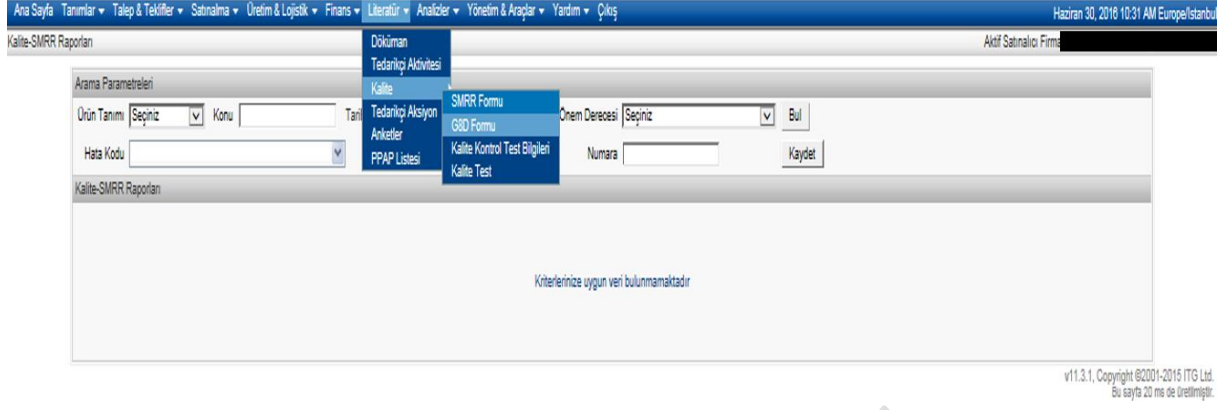 Ana Sayfa Tanımlar Talep & Teklifler Satınalma Üretim & Lojistik Finans Literatür Analizler Yönetim & Araçlar Yardım Çıkış
Haziran 30, 2016 10:31 AM Europe/Istanbul
Kalite-SMRR Raporları
Aktif Satınalıcı Firma
Döküman
Tedarikçi Aktivitesi
Kalite
Tedarikçi Aksiyon
Anketler
PPAP Listesi
SMRR Formu
G8D Formu
Kalite Kontrol Test Bilgileri
Kalite Test
Arama Parametreleri
Ürün Tanımı Seçiniz Konu Önem Derecesi Seçiniz Bul
Hata Kodu Numara Kaydet
Kalite-SMRR Raporları
Kriterlerinize uygun veri bulunmamaktadır
v11.3.1, Copyright ©2001-2015 ITG Ltd.
Bu sayfa 20 ms de üretilmiştir.